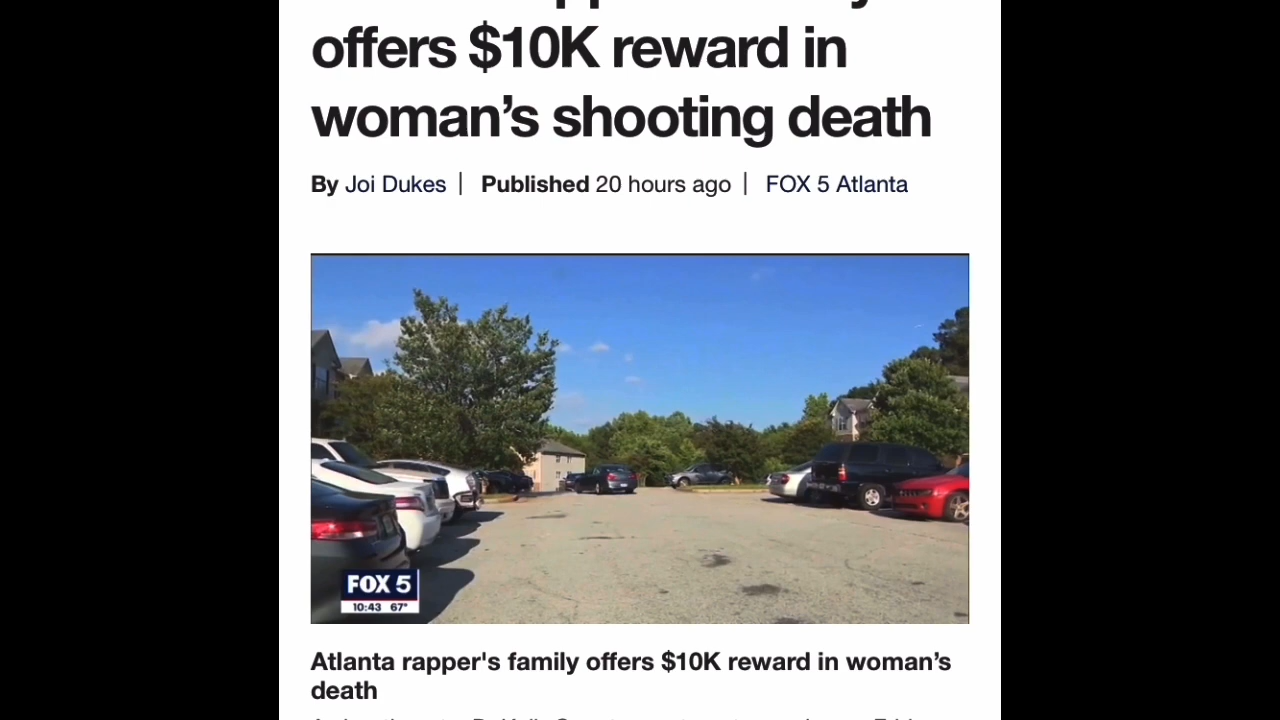 offers $10K reward in
woman’s shooting death
By Joi Dukes | Published 20 hours ago | FOX 5 Atlanta
FOX 5
10:43 67°
Atlanta rapper's family offers $10K reward in woman’s
death